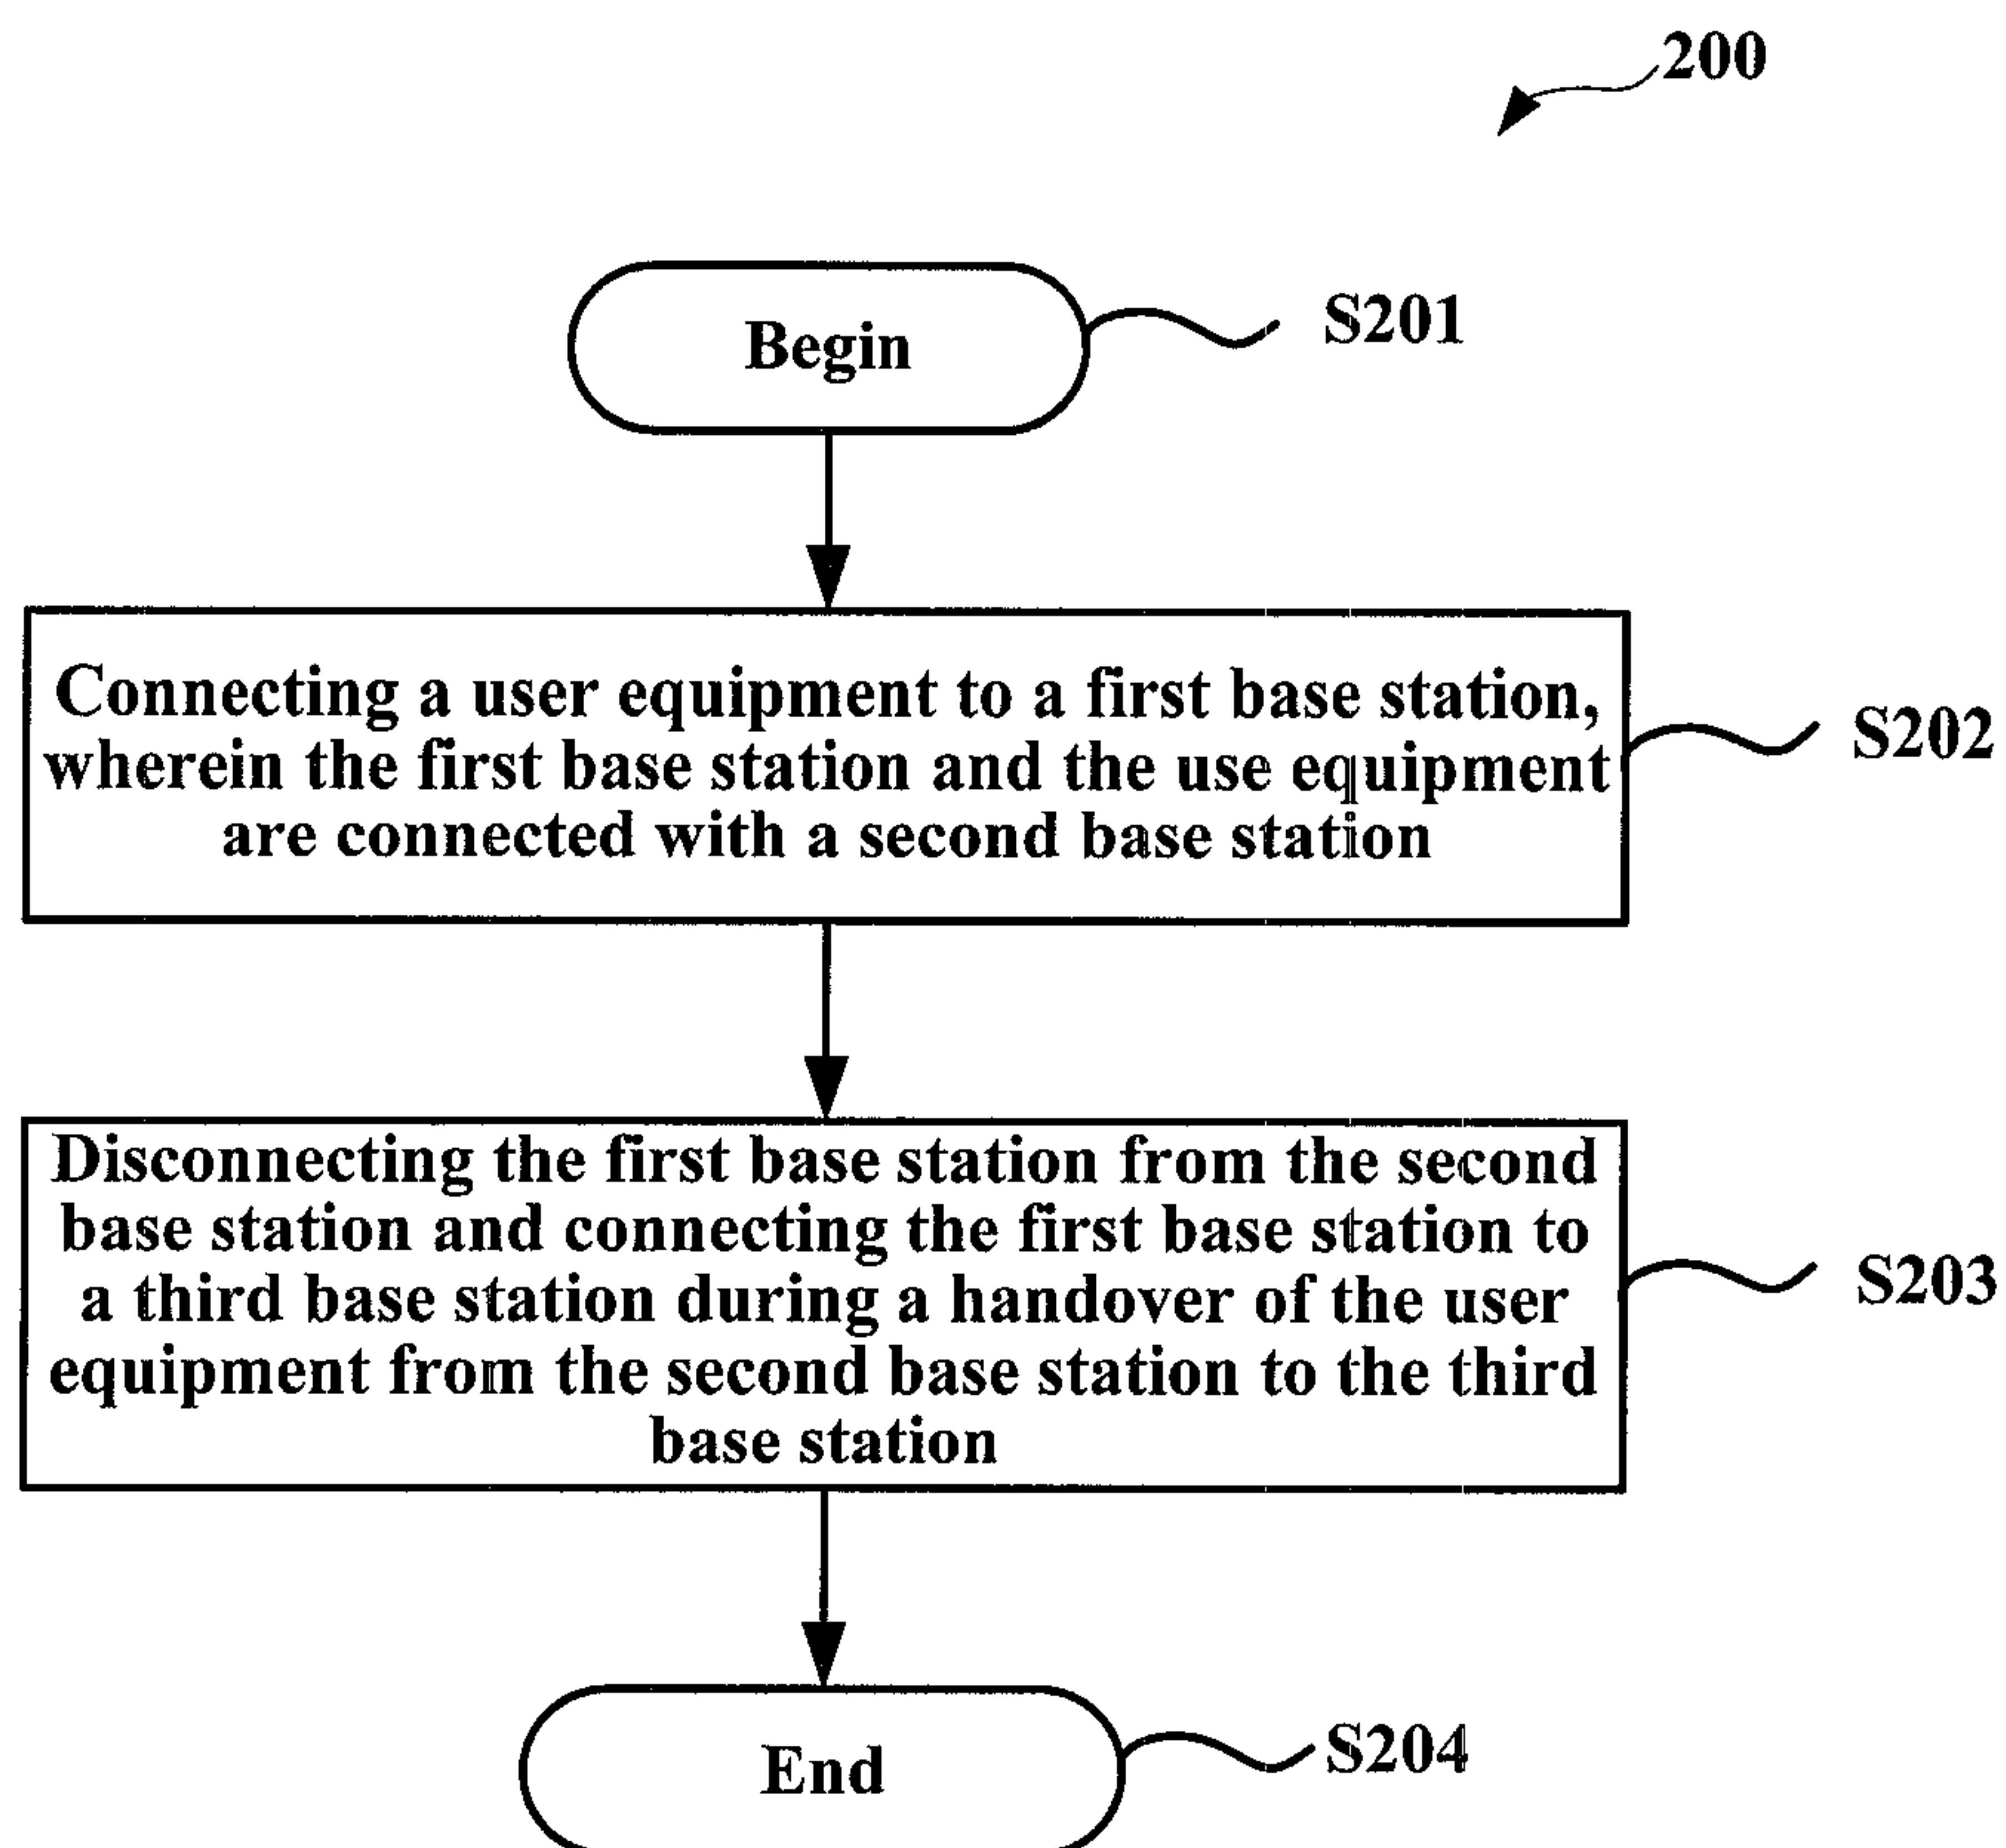 200
Begin
S201
Connecting a user equipment to a first base station,
wherein the first base station and the use equipment
are connected with a second base station
S202
Disconnecting the first base station from the second
base station and connecting the first base station to
a third base station during a handover of the user
equipment from the second base station to the third
base station
S203
End
S204